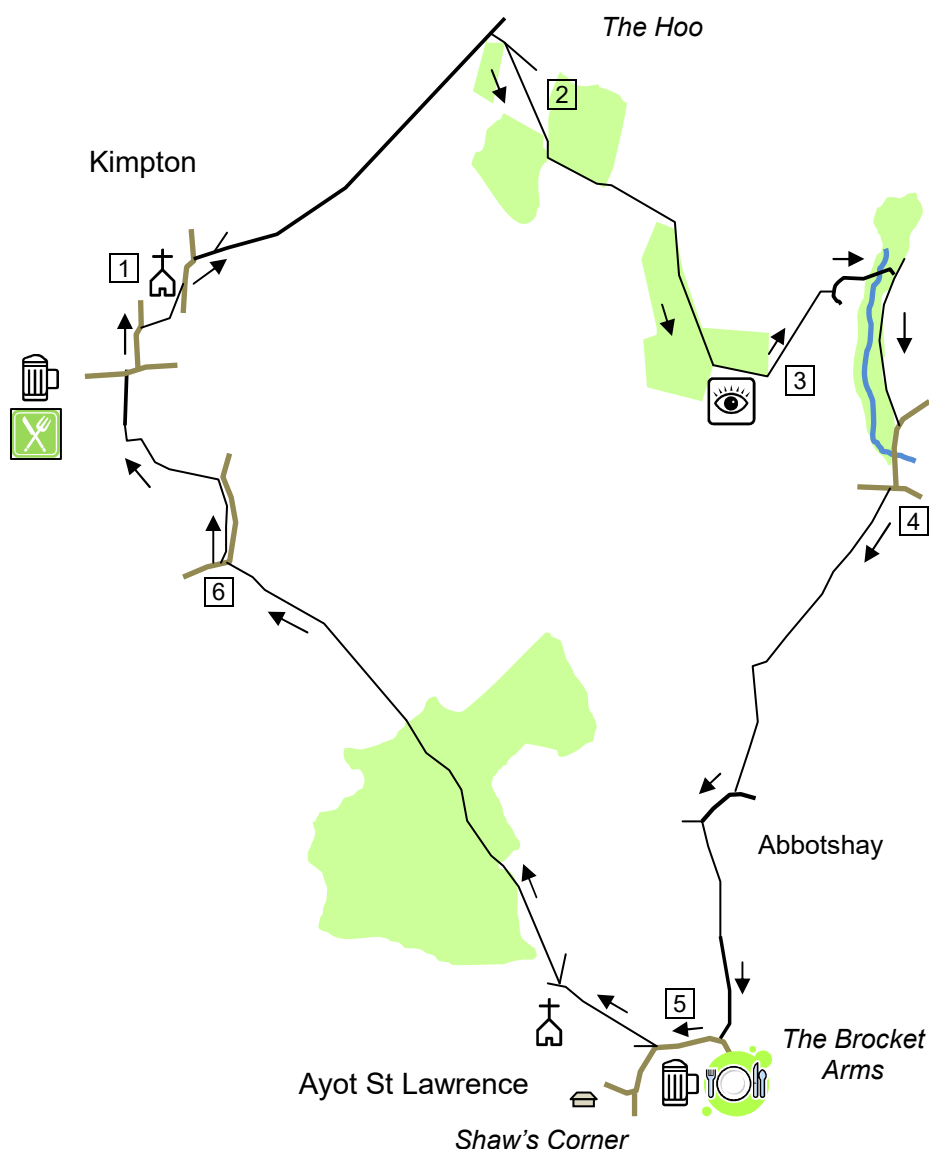 The Hoo
2
Kimpton
1
3
4
6
Abbotshay
5
The Brocket
Arms
Ayot St Lawrence
Shaw's Corner